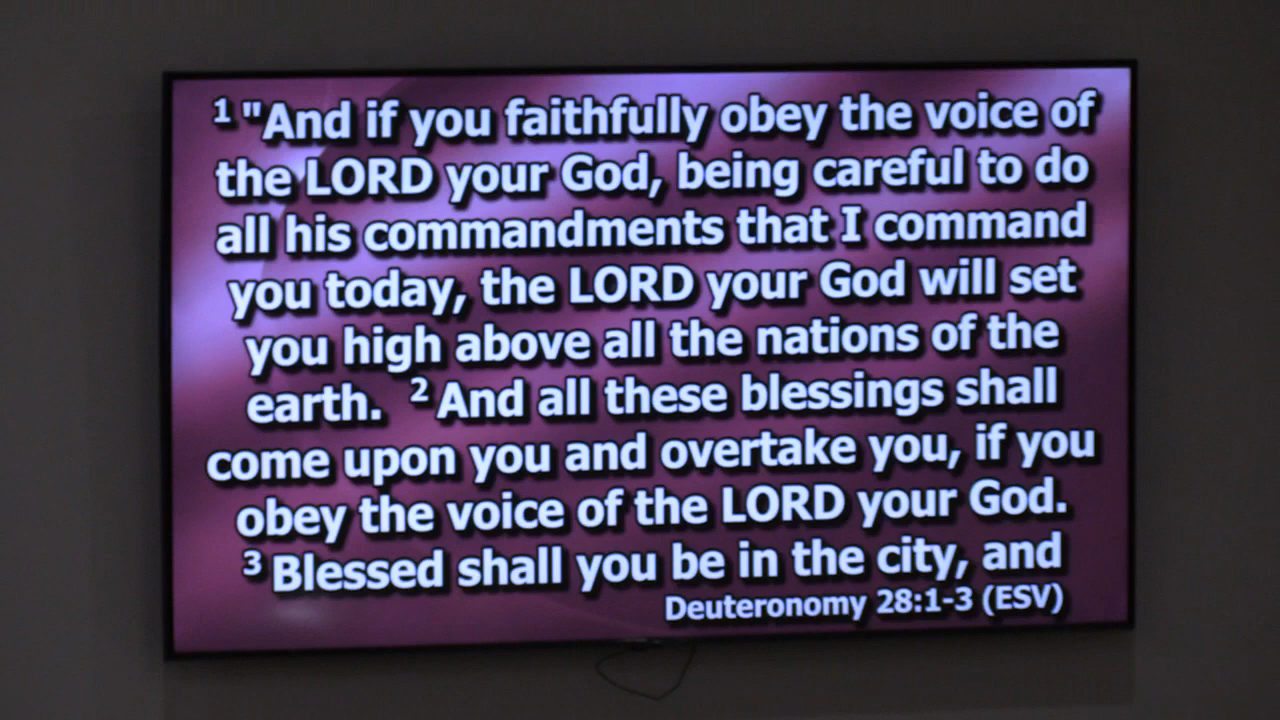 1 "And if you faithfully obey the voice of
the LORD your God, being careful to do
all his commandments that I command
you today, the LORD your God will set
you high above all the nations of the
earth. 2 And all these blessings shall
come upon you and overtake you, if you
obey the voice of the LORD your God.
3 Blessed shall you be in the city, and
Deuteronomy 28:1-3 (ESV)